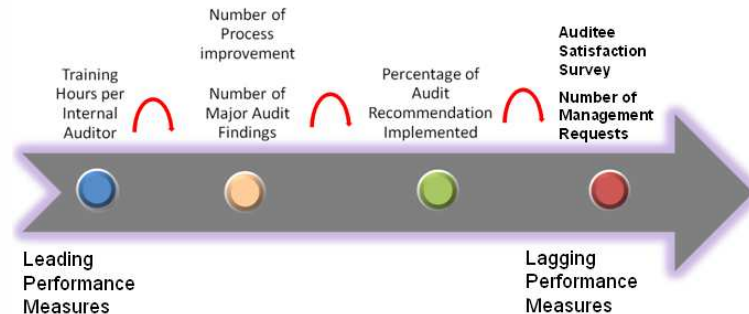 Training
Hours per
Internal
Auditor
Number of
Process
improvement
Number of
Major Audit
Findings
Percentage of
Audit
Recommendation
Implemented
Auditee
Satisfaction
Survey
Number of
Management
Requests
Leading
Performance
Measures
Lagging
Performance
Measures